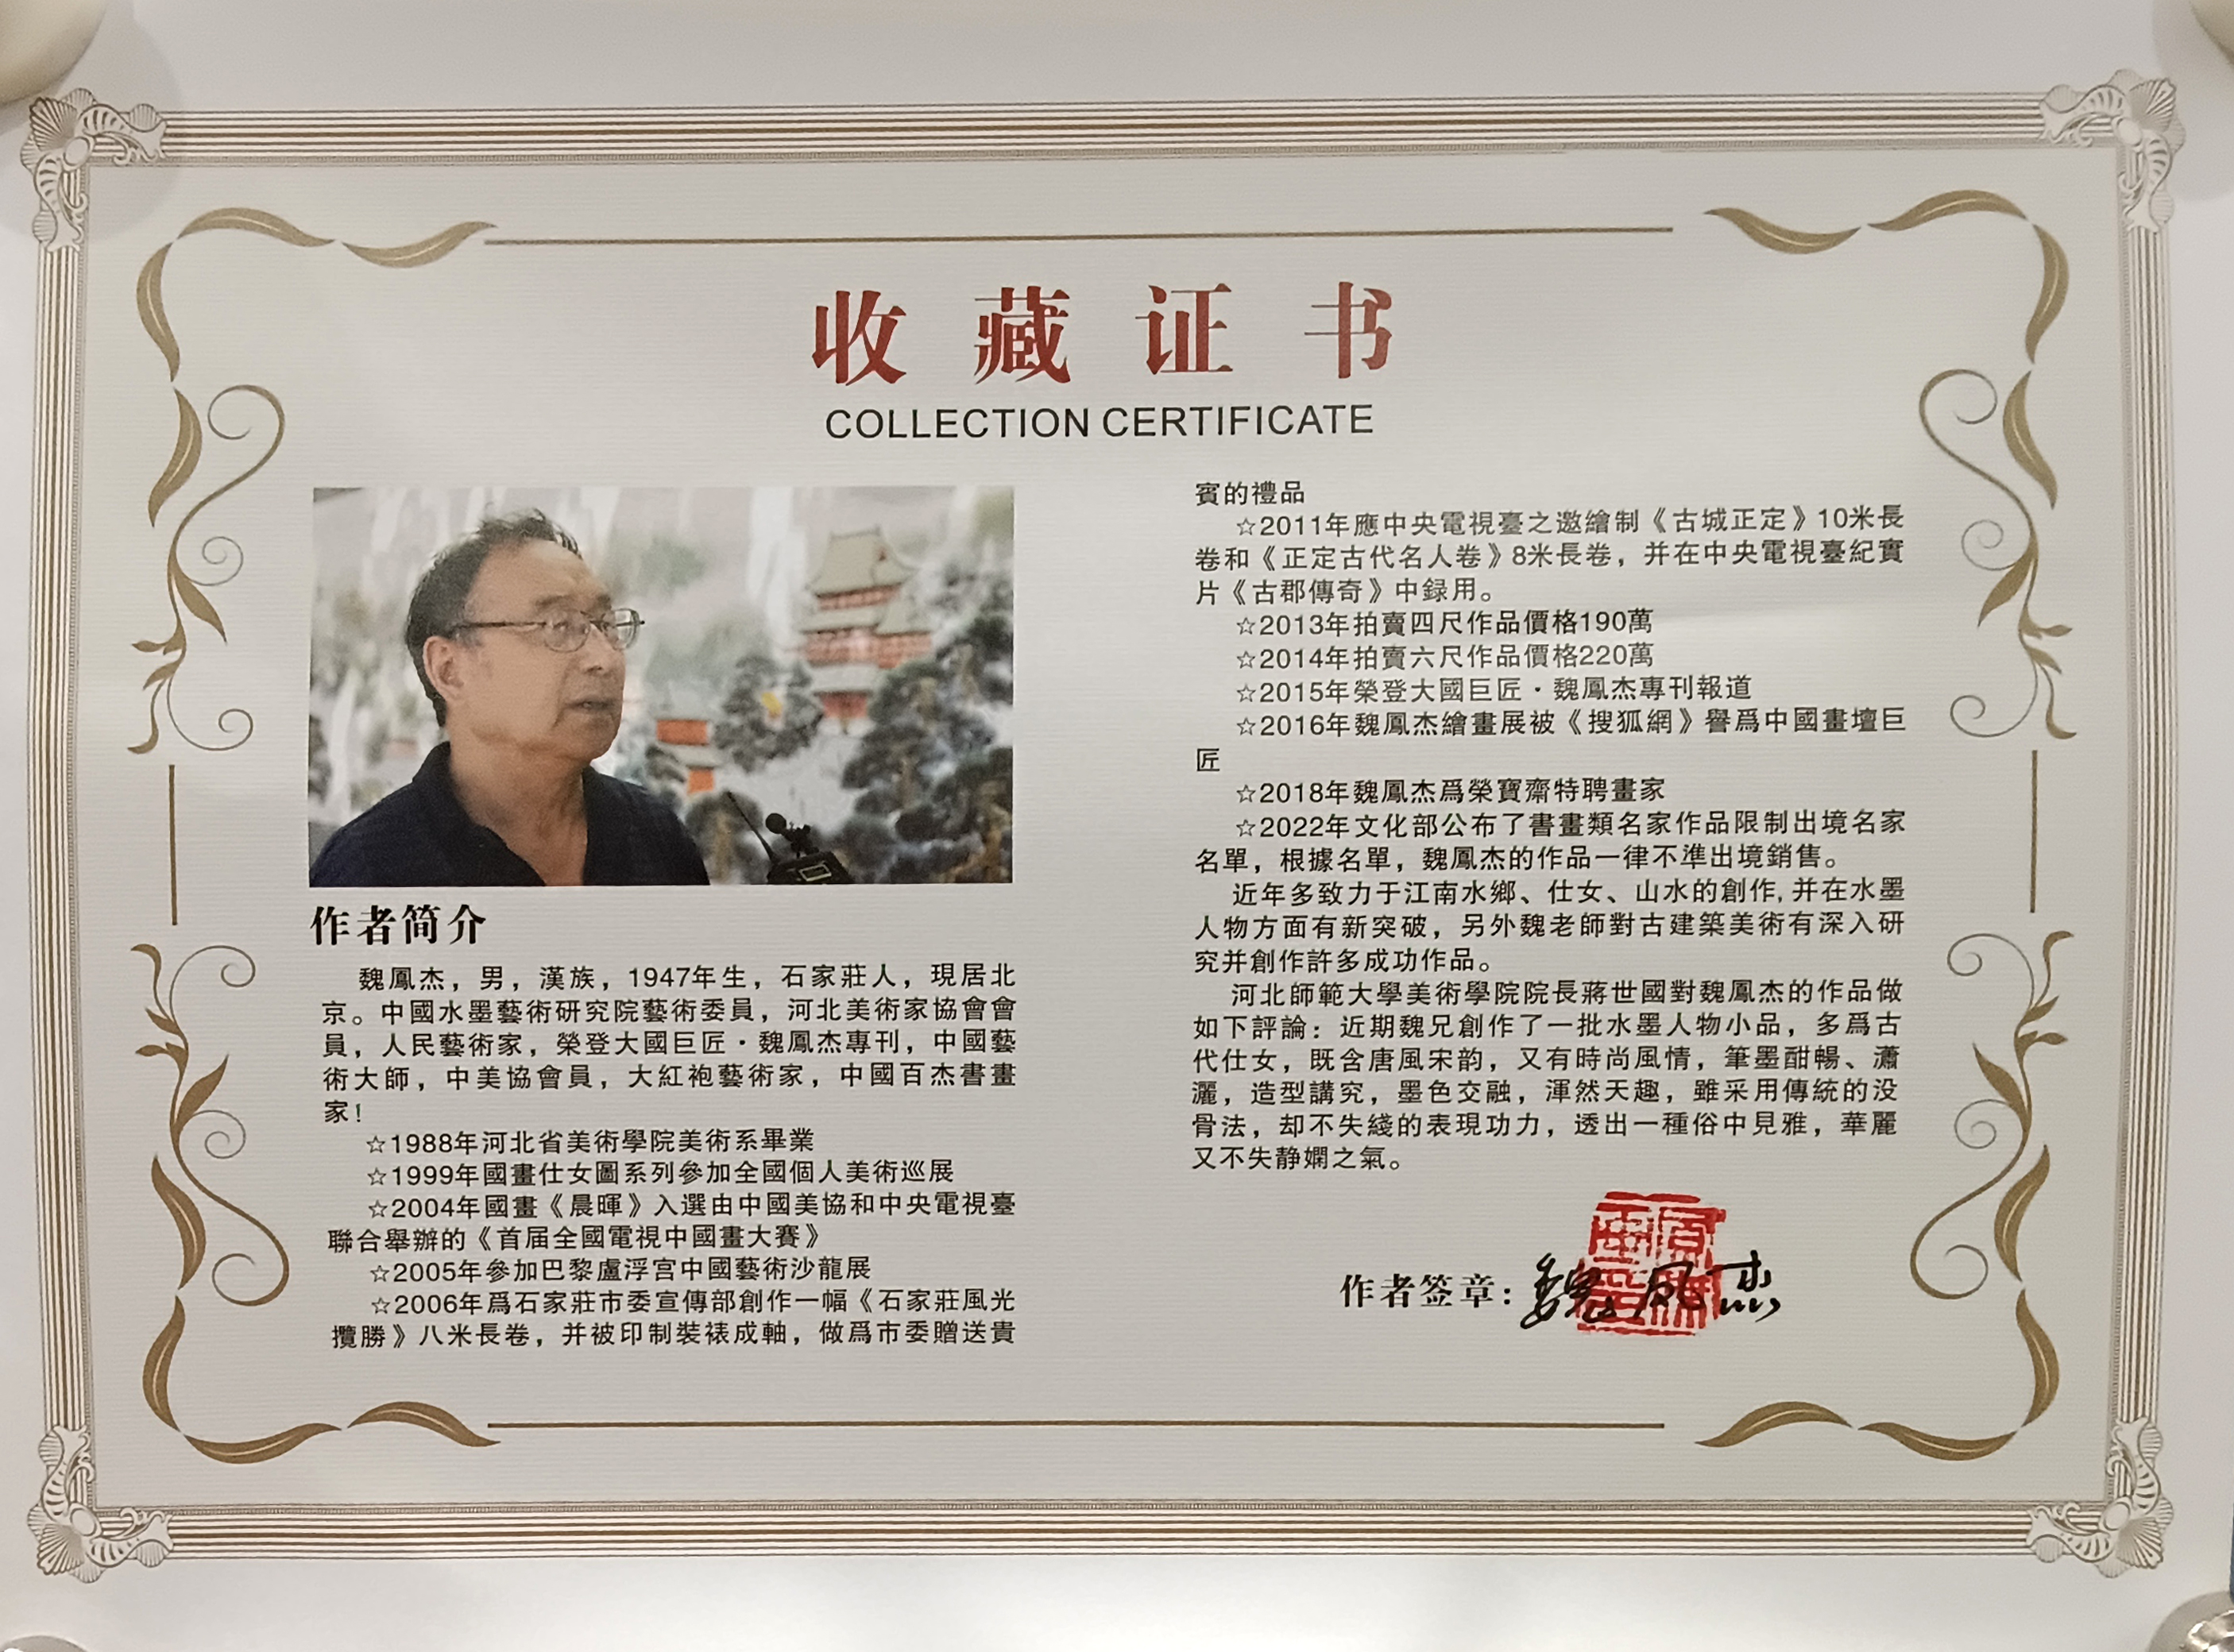 收藏证书
COLLECTION CERTIFICATE
作者简介
魏鳳杰，男，漢族，1947年生，石家莊人，現居北
京。中國水墨藝術研究院藝術委員，河北美術家協會會
員，人民藝術家，榮登大國巨匠·魏鳳杰專刊，中國藝
術大師，中美協會員，大紅袍藝術家，中國百杰書畫
家！
☆1988年河北省美術學院美術系畢業
☆1999年國畫仕女圖系列參加全國個人美術巡展
☆2004年國畫《晨暉》入選由中國美協和中央電視臺
聯合舉辦的《首届全國電視中國畫大賽》
☆2005年參加巴黎盧浮宫中國藝術沙龍展
☆2006年爲石家莊市委宣傳部創作一幅《石家莊風光
攬勝》八米長卷，并被印制裝裱成軸，做爲市委贈送貴
賓的禮品
☆2011年應中央電視臺之邀繪制《古城正定》10米長
卷和《正定古代名人卷》8米長卷，并在中央電視臺紀實
片《古郡傳奇》中録用。
☆2013年拍賣四尺作品價格190萬
☆2014年拍賣六尺作品價格220萬
☆2015年榮登大國巨匠·魏鳳杰專刊報道
☆2016年魏鳳杰繪畫展被《搜狐網》譽爲中國畫壇巨
匠
☆2018年魏鳳杰爲榮寶齋特聘畫家
☆2022年文化部公布了書畫類名家作品限制出境名家
名單，根據名單，魏鳳杰的作品一律不準出境銷售。
近年多致力于江南水鄉、仕女、山水的創作,并在水墨
人物方面有新突破，另外魏老師對古建築美術有深入研
究并創作許多成功作品。
河北師範大學美術學院院長蔣世國對魏鳳杰的作品做
如下評論：近期魏兄創作了一批水墨人物小品，多爲古
代仕女，既含唐風宋韵，又有時尚風情，筆墨酣暢、瀟
灑，造型講究，墨色交融，渾然天趣，雖采用傳統的没
骨法，却不失綫的表現功力，透出一種俗中見雅，華麗
又不失静嫻之氣。
作者签章：魏凤杰